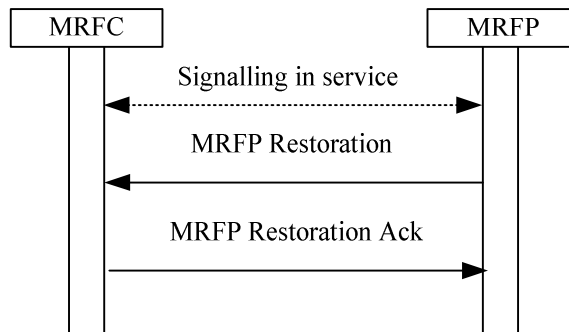 MRFC
MRFP
Signalling in service
MRFP Restoration
MRFP Restoration Ack